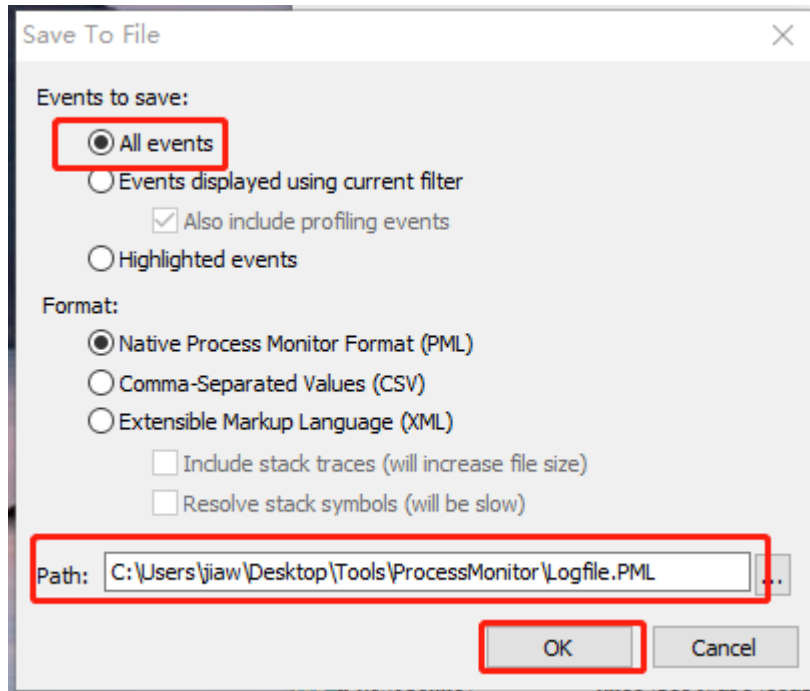 Save To File
Events to save:
All events
Events displayed using current filter
Also include profiling events
Highlighted events
Format:
Native Process Monitor Format (PML)
Comma-Separated Values (CSV)
Extensible Markup Language (XML)
Include stack traces (will increase file size)
Resolve stack symbols (will be slow)
Path: C:\Users\jiaw\Desktop\Tools\ProcessMonitor\Logfile.PML ...
OK Cancel